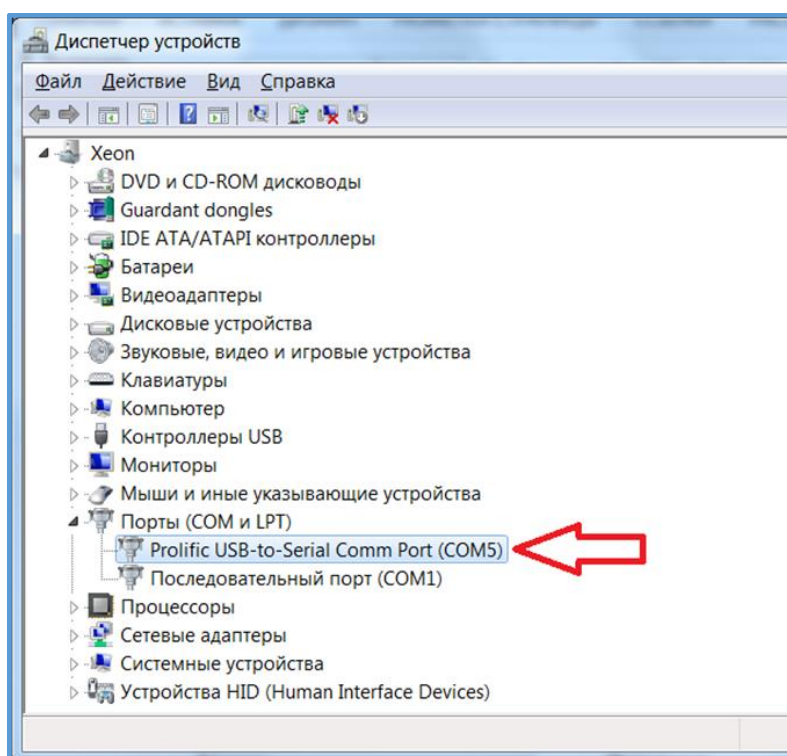 Диспетчер устройств
Файл Действие Вид Справка
Xeon
DVD и CD-ROM дисководы
Guardant dongles
IDE ATA/ATAPI контроллеры
Батареи
Видеоадаптеры
Дисковые устройства
Звуковые, видео и игровые устройства
Клавиатуры
Компьютер
Контроллеры USB
Мониторы
Мыши и иные указывающие устройства
Порты (COM и LPT)
Prolific USB-to-Serial Comm Port (COM5)
Последовательный порт (COM1)
Процессоры
Сетевые адаптеры
Системные устройства
Устройства HID (Human Interface Devices)